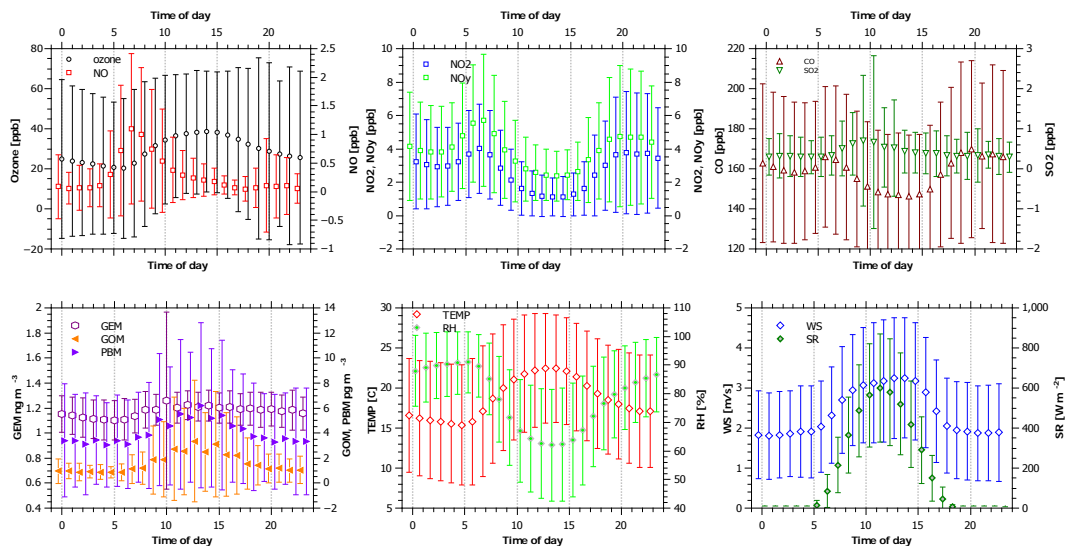 Time of day Time of day Time of day
0 5 10 15 20 0 5 10 15 20 0 5 10 15 20
80 2.5 10 10 220 3
60 2.0 8 8 200 2
40 1.5 6 6 180 1
20 1.0 4 4 160 0
0 0.5 2 2 140 −1
−20 0.0 0 0 120 −2
−0.5 −2 −2
−1
ozone NO2 CO
NO NOy SO2
Ozone [ppb] NO [ppb] NO2, NOy [ppb] NO2, NOy [ppb] CO [ppb] SO2 [ppb]
Time of day Time of day Time of day
2 14 30 110 5 1,000
1.8 12 25 100 4 800
1.6 10 20 90 3 600
1.4 8 15 80 2 400
1.2 6 10 70 1 200
1 4 5 60 0 0
0.8 2 50
0.6 0 40
0.4 −2
GEM TEMP WS
GOM RH SR
PBM
GEM ng m⁻³ GOM, PBM pg m⁻³ TEMP [C] RH [%] WS [m/s] SR [W m⁻²]
0 5 10 15 20 0 5 10 15 20 0 5 10 15 20
Time of day Time of day Time of day